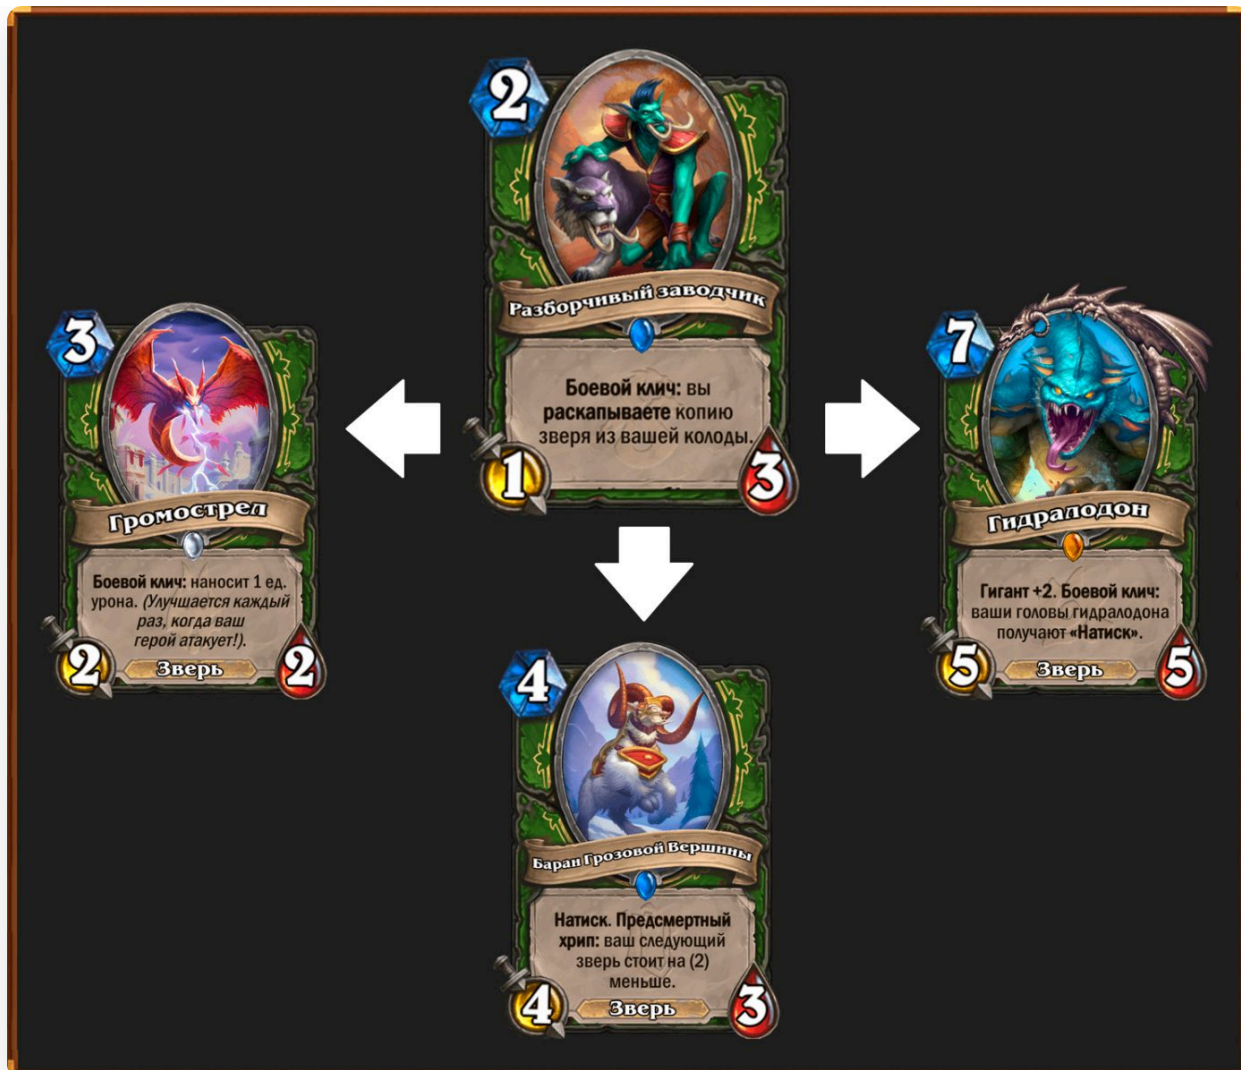 2
Разборчивый заводчик
Боевой клич: вы
раскапываете копию
зверя из вашей колоды.
1
3
3
Громострел
Боевой клич: наносит 1 ед.
урона. (Улучшается каждый
раз, когда ваш
герой атакует!).
2
Зверь
2
7
Гидралодон
Гигант +2. Боевой клич:
ваши головы гидралодона
получают «Натиск».
5
Зверь
5
4
Баран Грозовой Вершины
Натиск. Предсмертный
хрип: ваш следующий
зверь стоит на (2)
меньше.
4
Зверь
3